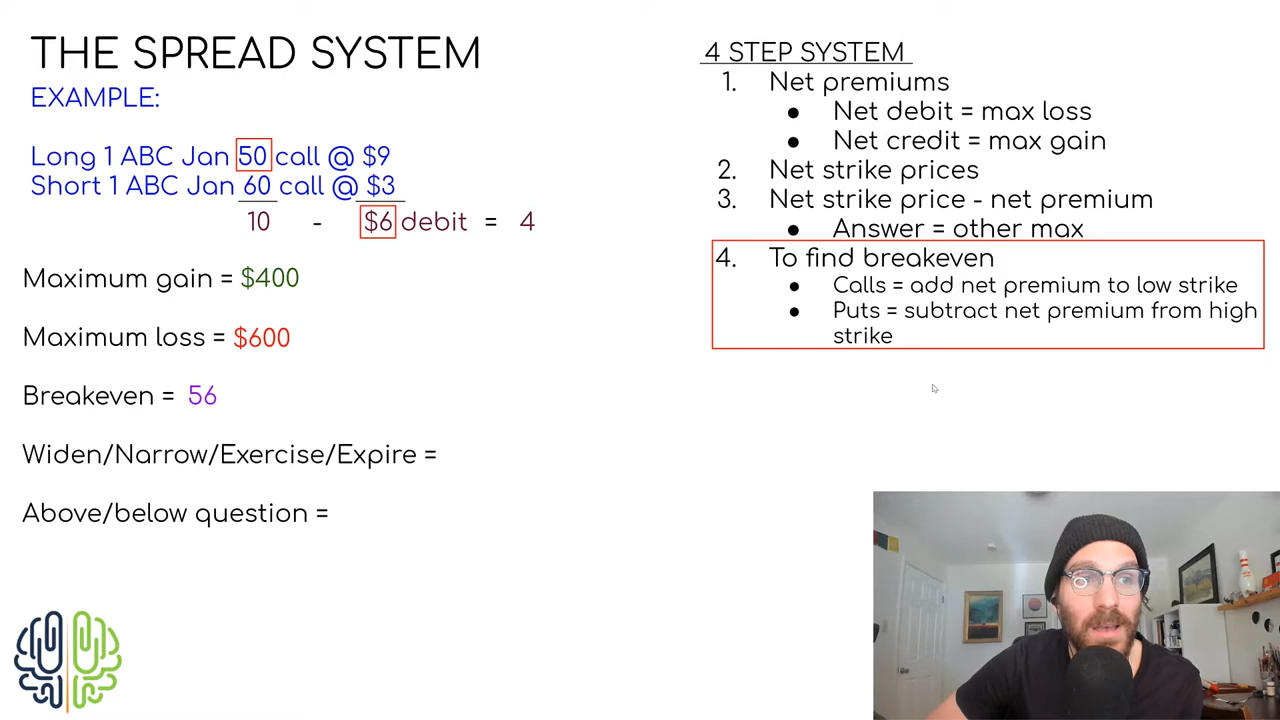 THE SPREAD SYSTEM
EXAMPLE:
Long 1 ABC Jan 50 call @ $9
Short 1 ABC Jan 60 call @ $3
10 - $6 debit = 4
Maximum gain = $400
Maximum loss = $600
Breakeven = 56
Widen/Narrow/Exercise/Expire =
Above/below question =
4 STEP SYSTEM
1. Net premiums
● Net debit = max loss
● Net credit = max gain
2. Net strike prices
3. Net strike price - net premium
● Answer = other max
4. To find breakeven
● Calls = add net premium to low strike
● Puts = subtract net premium from high
strike